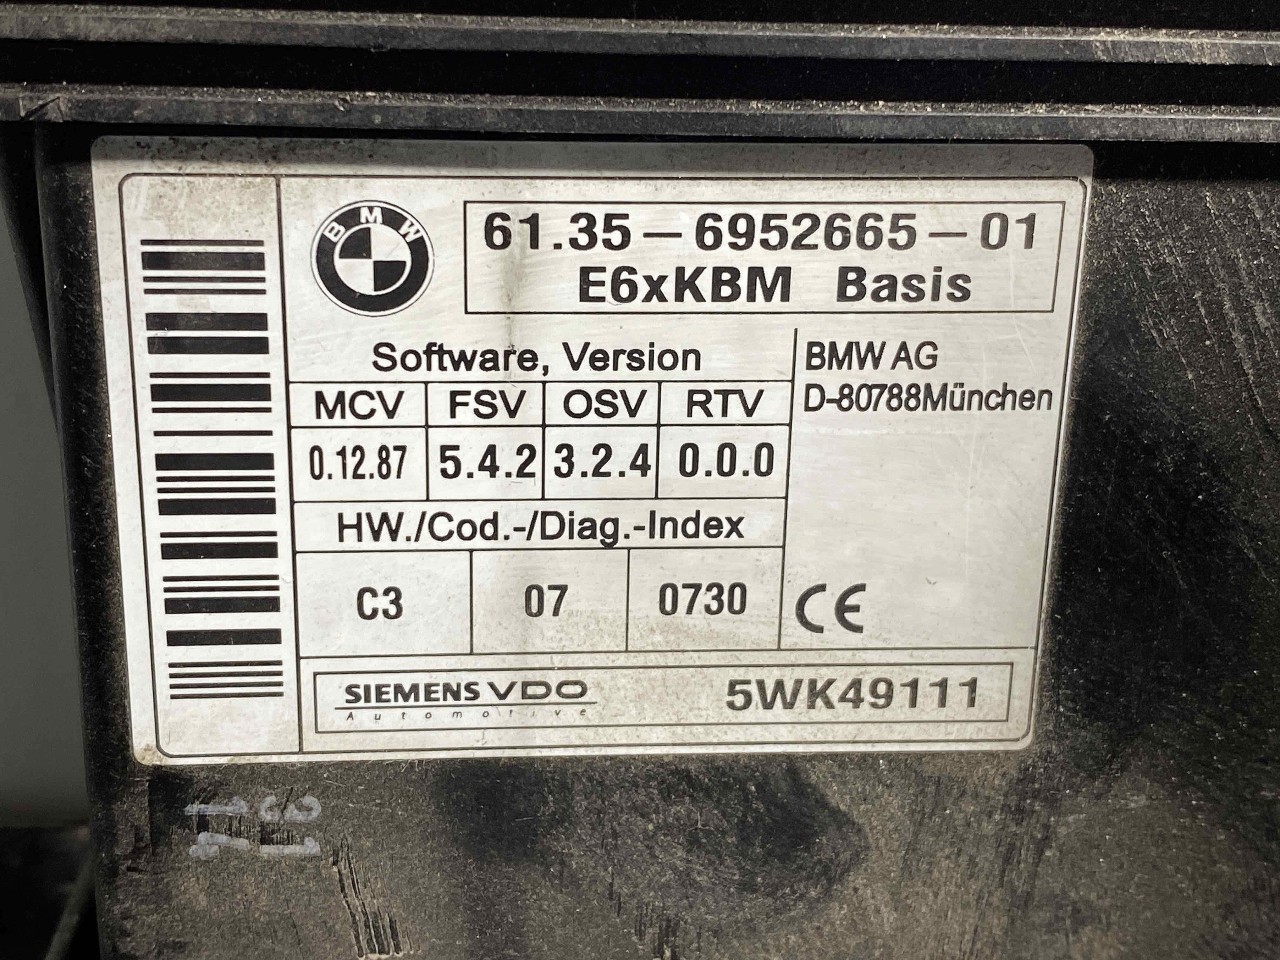 BMW
61.35-6952665-01
E6xKBM Basis
Software, Version
MCV FSV OSV RTV
0.12.87 5.4.2 3.2.4 0.0.0
HW./Cod.-/Diag.-Index
C3 07 0730
BMW AG
D-80788München
CE
SIEMENS VDO
Automotive
5WK49111